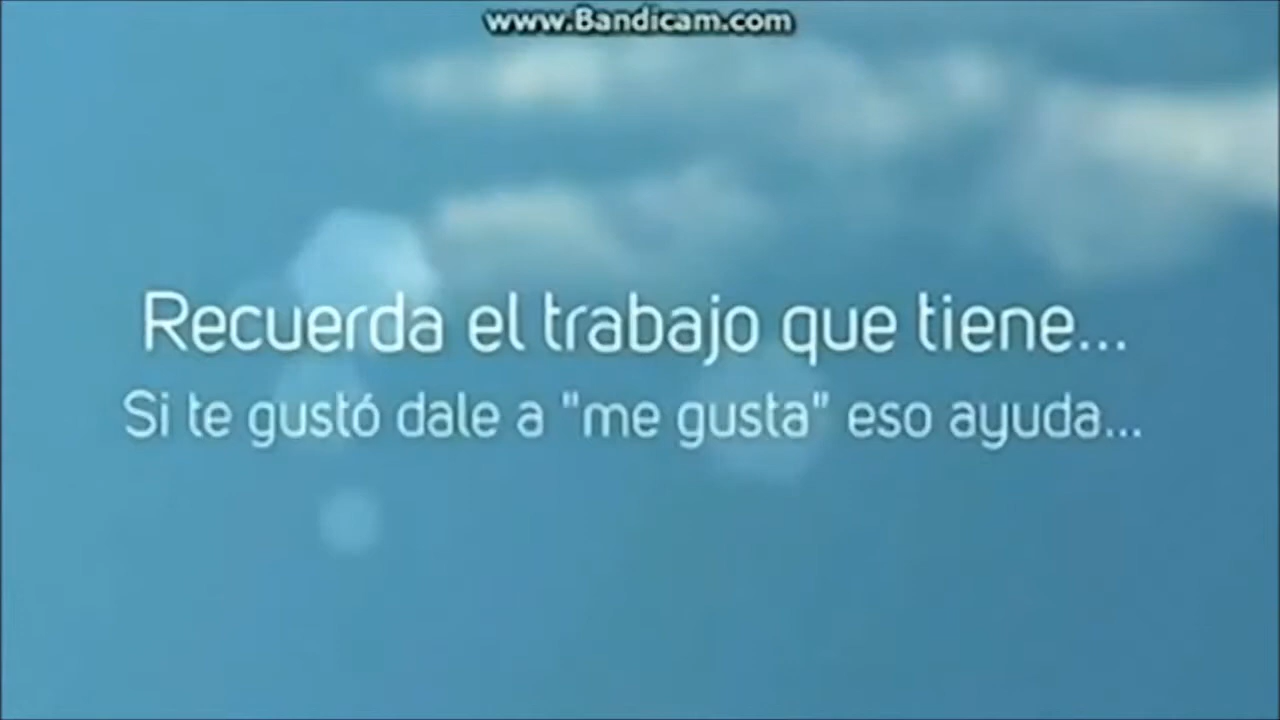 www.Bandicam.com
Recuerda el trabajo que tiene...
Si te gustó dale a "me gusta" eso ayuda...